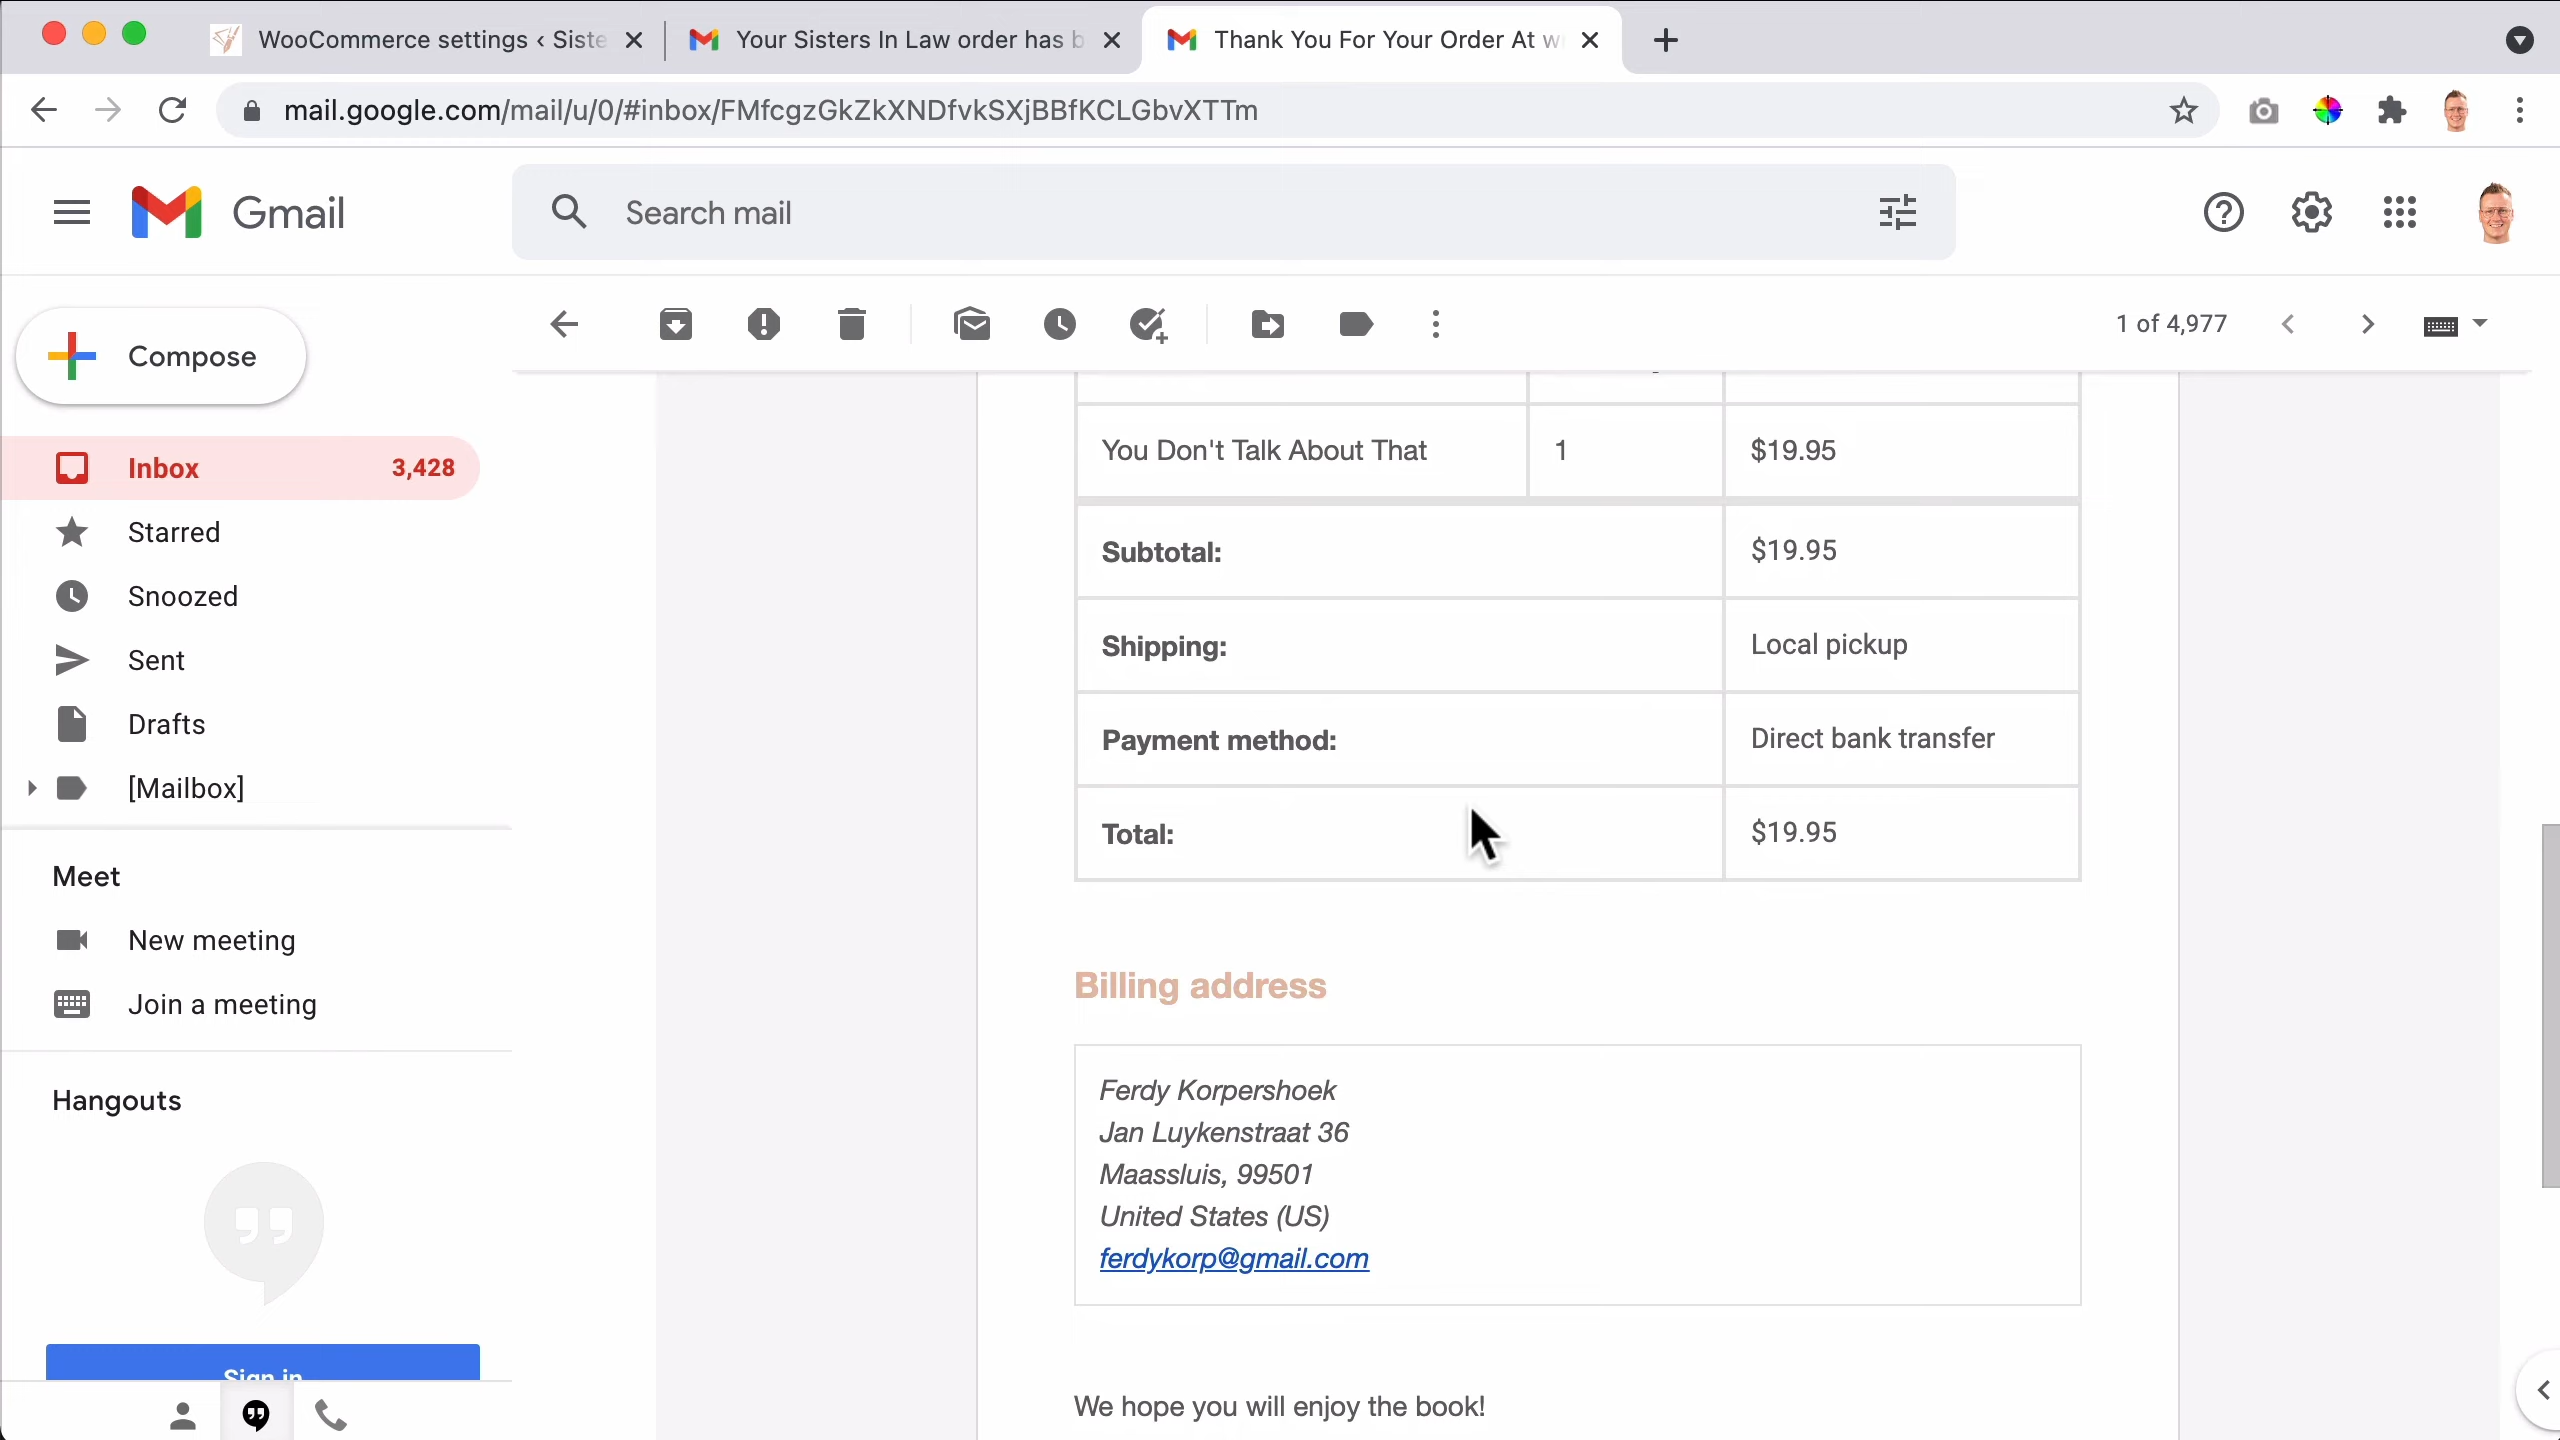 WooCommerce settings ‹ Siste
Your Sisters In Law order has b
Thank You For Your Order At w
mail.google.com/mail/u/0/#inbox/FMfcgzGkZkXNDfvkSXjBBfKCLGbvXTTm
Gmail
Search mail
Compose
1 of 4,977
Inbox 3,428
Starred
Snoozed
Sent
Drafts
[Mailbox]
Meet
New meeting
Join a meeting
Hangouts
Sign in
You Don't Talk About That 1 $19.95
Subtotal: $19.95
Shipping: Local pickup
Payment method: Direct bank transfer
Total: $19.95
Billing address
Ferdy Korpershoek
Jan Luykenstraat 36
Maassluis, 99501
United States (US)
ferdykorp@gmail.com
We hope you will enjoy the book!